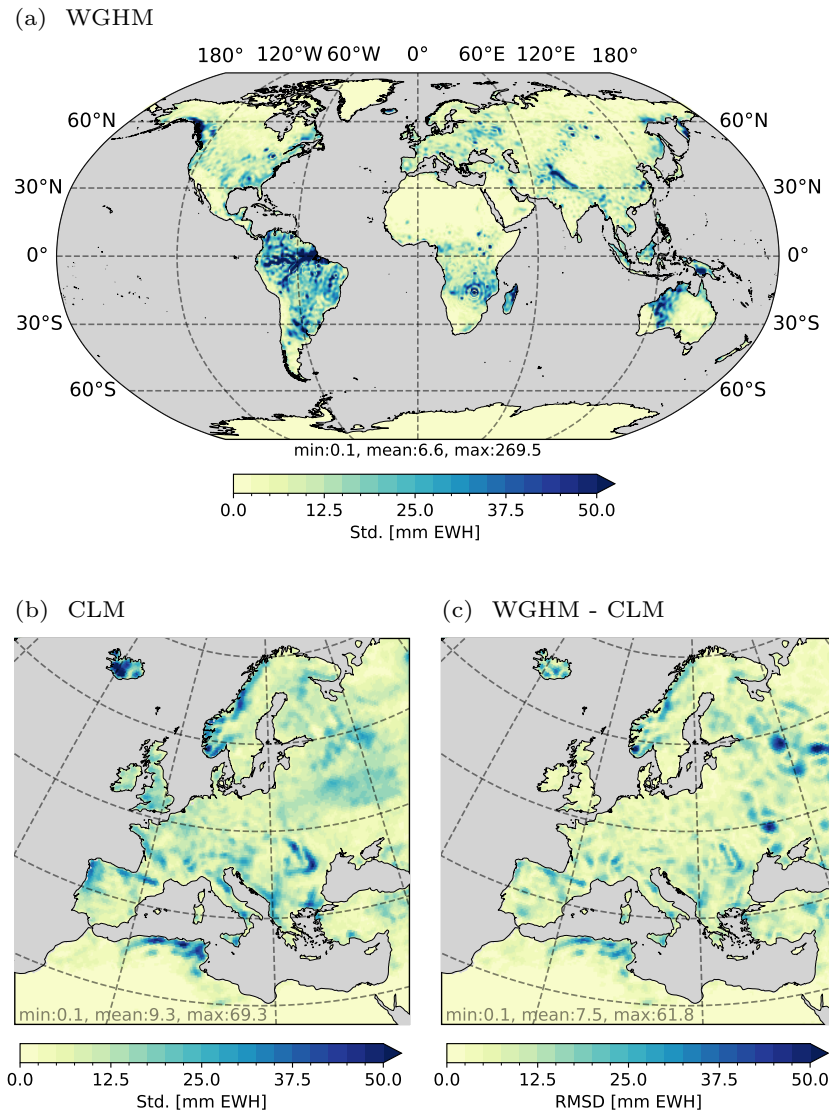 (a) WGHM
180° 120°W 60°W 0° 60°E 120°E 180°
60°N 60°N
30°N 30°N
0° 0°
30°S 30°S
60°S 60°S
min:0.1, mean:6.6, max:269.5
0.0 12.5 25.0 37.5 50.0
Std. [mm EWH]
(b) CLM
(c) WGHM - CLM
min:0.1, mean:9.3, max:69.3
min:0.1, mean:7.5, max:61.8
0.0 12.5 25.0 37.5 50.0
Std. [mm EWH]
0.0 12.5 25.0 37.5 50.0
RMSD [mm EWH]